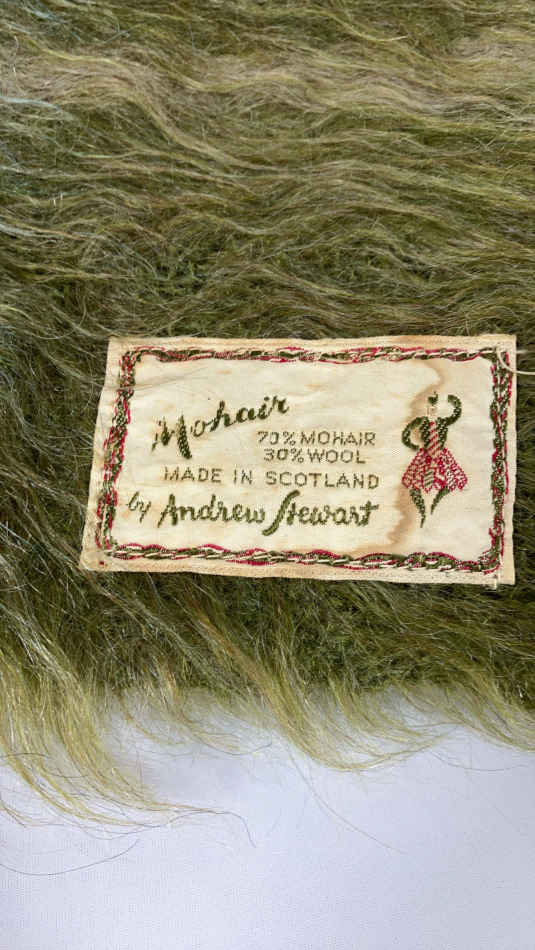 Mohair
70% MOHAIR
30% WOOL
MADE IN SCOTLAND
by Andrew Stewart